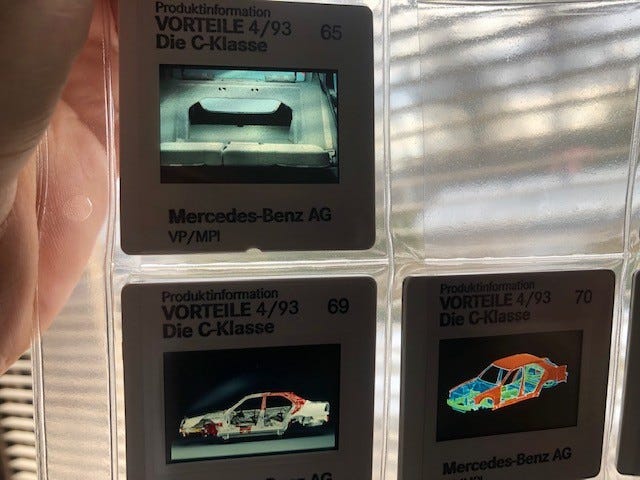 Produktinformation
VORTEILE 4/93 65
Die C-Klasse
Mercedes-Benz AG
VP/MPI
Produktinformation
VORTEILE 4/93 69
Die C-Klasse
Produktinformation
VORTEILE 4/93 70
Die C-Klasse
Mercedes-Benz AG